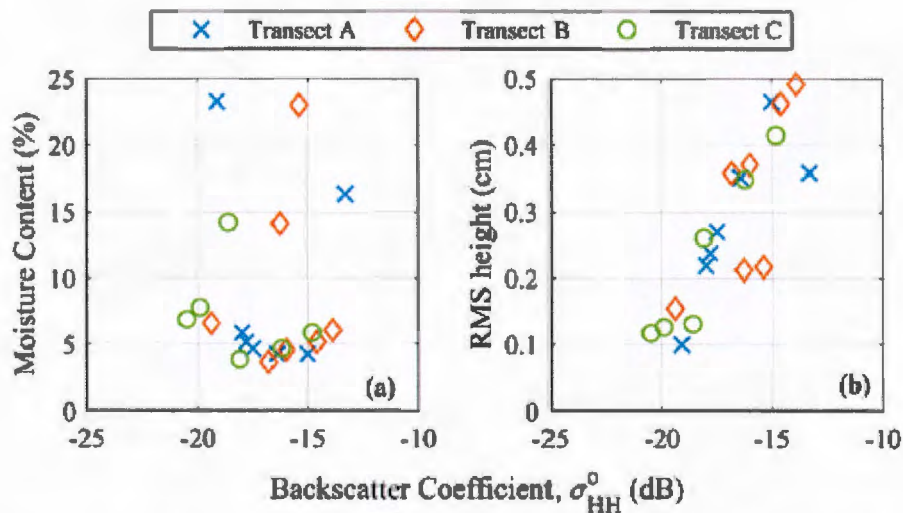 Transect A Transect B Transect C
25
20
15
10
5
0
Moisture Content (%)
(a)
-25 -20 -15 -10
0.5
0.4
0.3
0.2
0.1
0
RMS height (cm)
(b)
-25 -20 -15 -10
Backscatter Coefficient, σ°HH (dB)